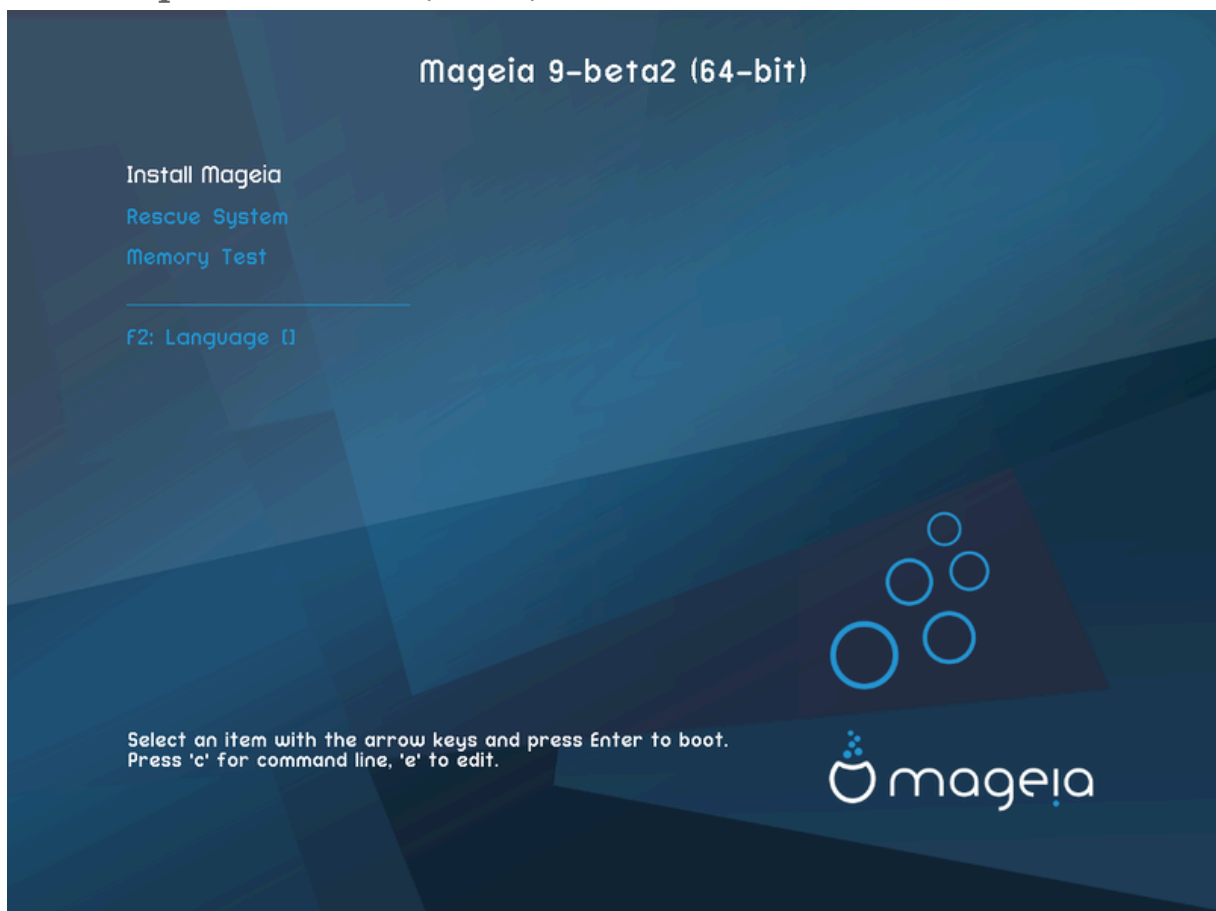 Mageia 9-beta2 (64-bit)
Install Mageia
Rescue System
Memory Test
F2: Language []
Select an item with the arrow keys and press Enter to boot.
Press 'c' for command line, 'e' to edit.
mageia